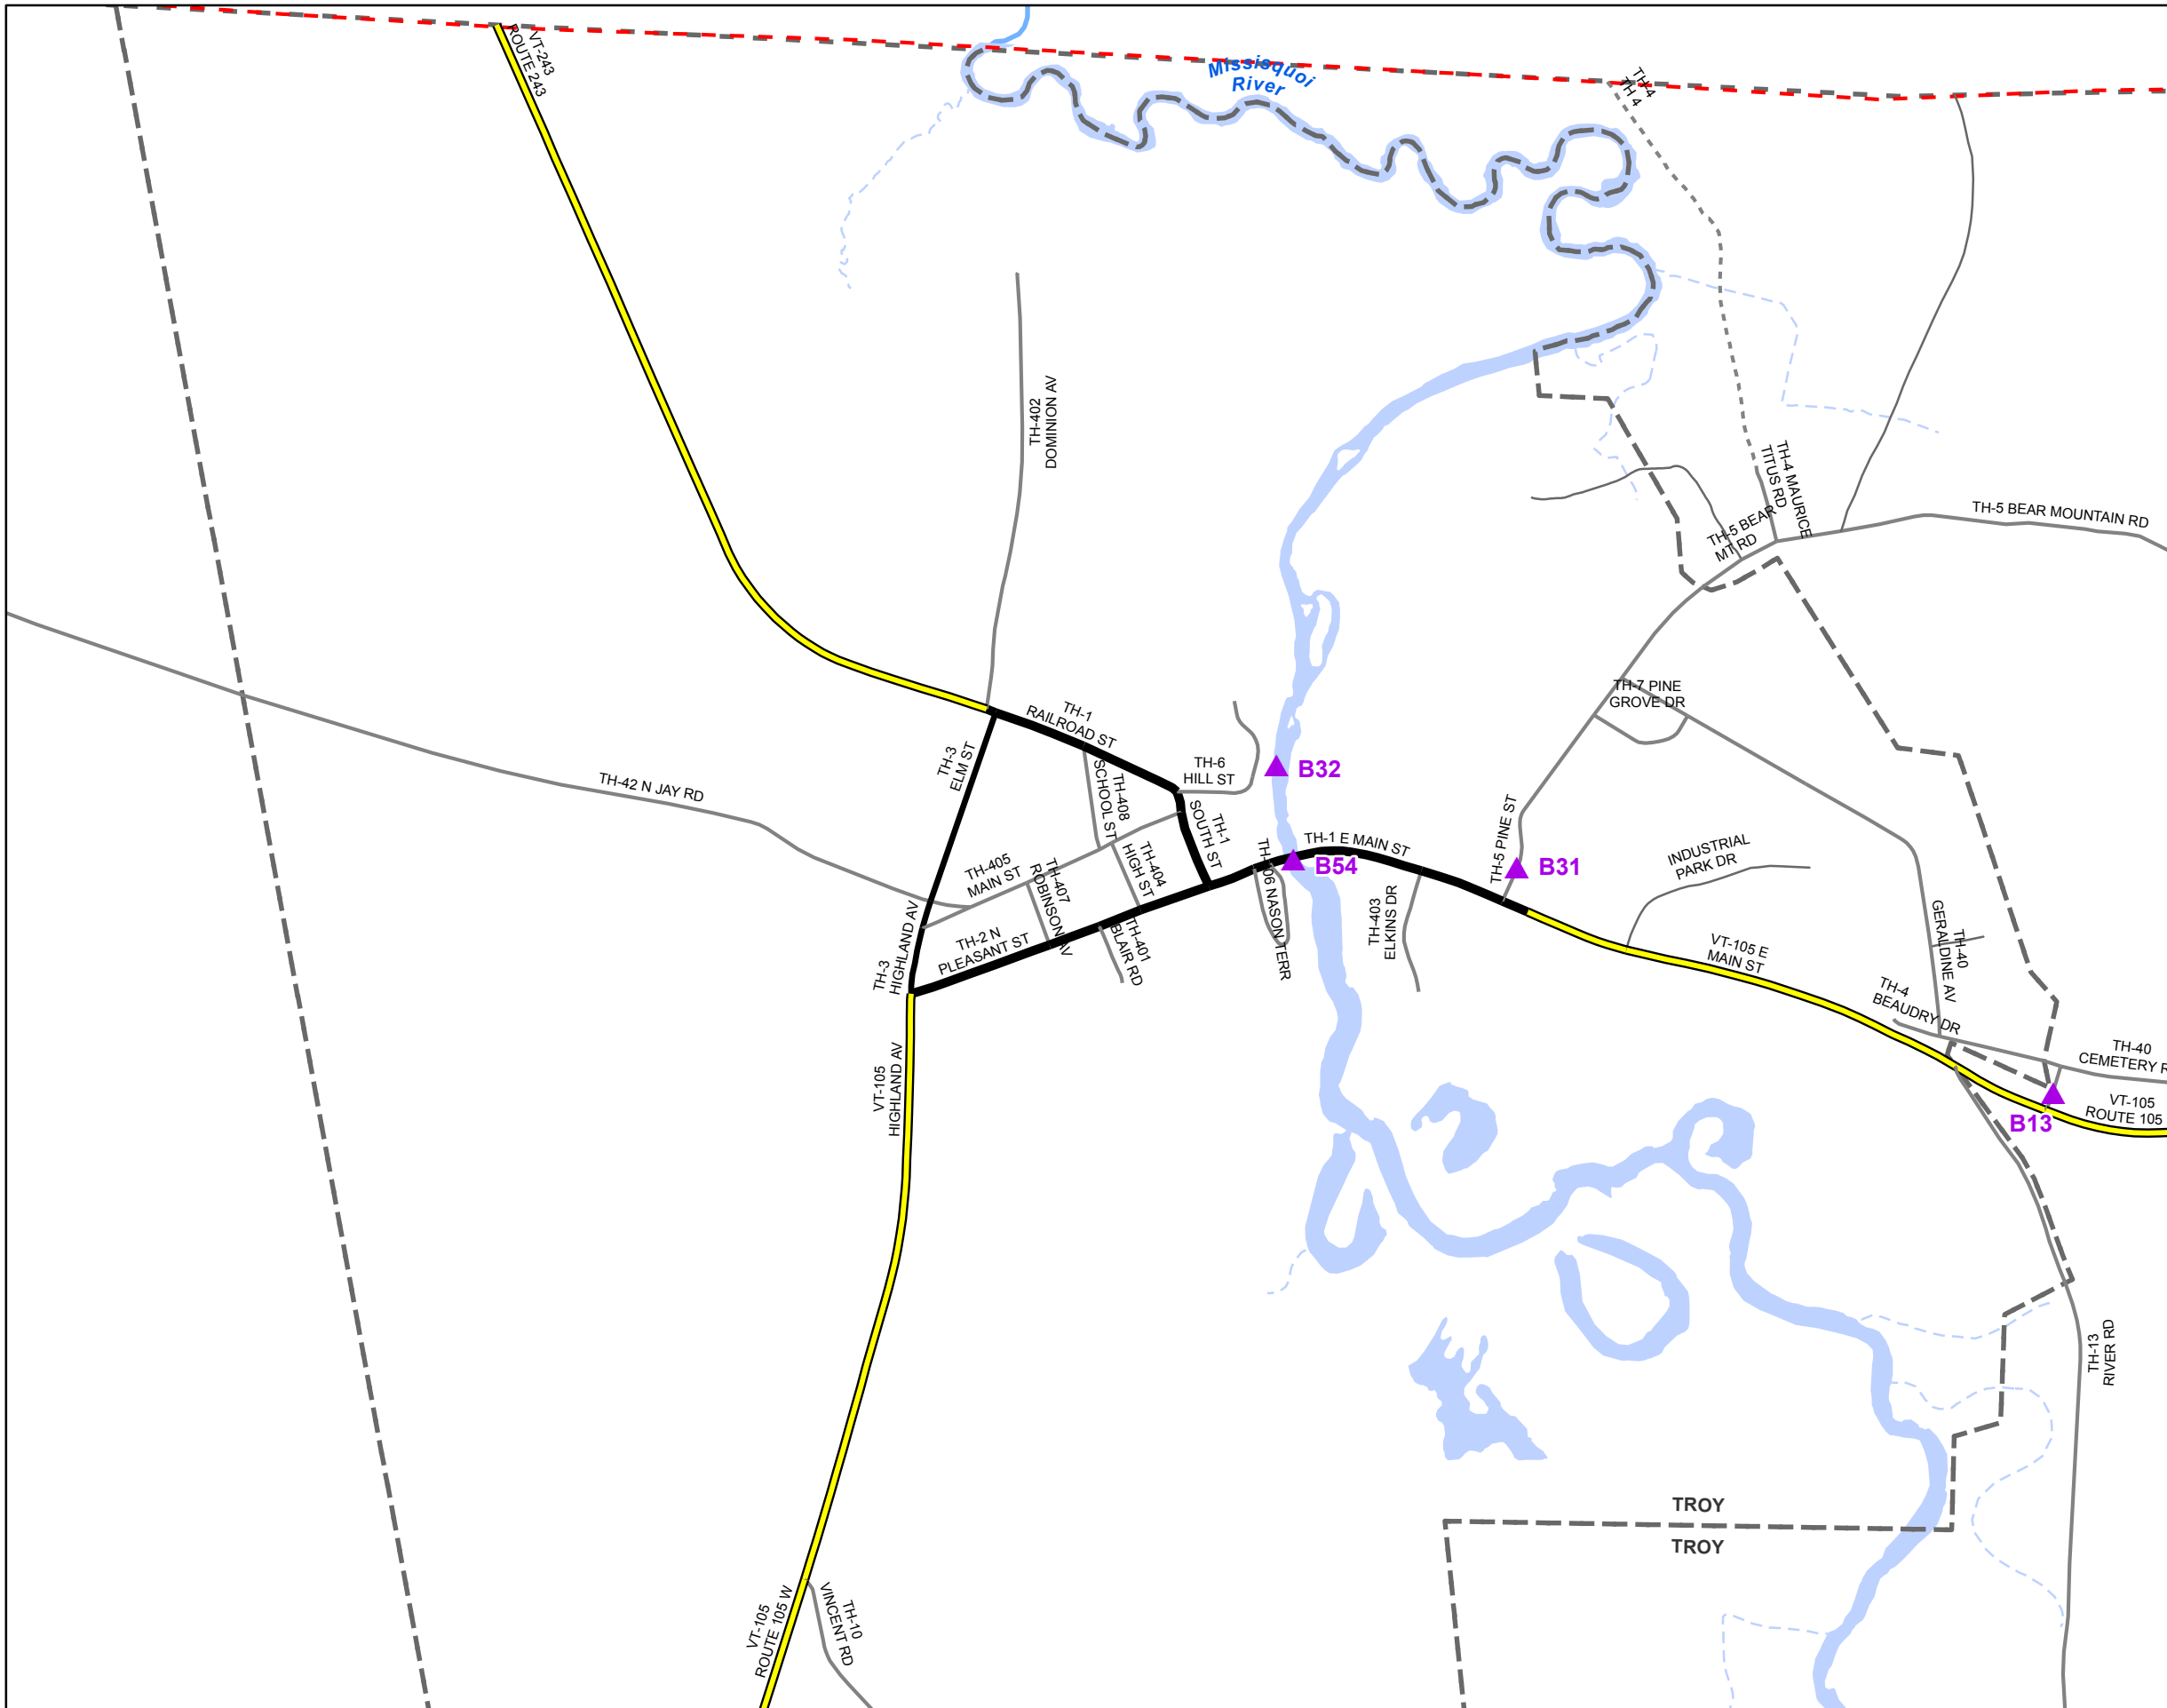 VT-243
ROUTE 243
Missisquoi
River
TH-4
TH 4
TH-402
DOMINION AV
TH-4 MAURICE
TITUS RD
TH-5 BEAR
MT RD
TH-5 BEAR MOUNTAIN RD
TH-7 PINE
GROVE DR
TH-1
RAILROAD ST
TH-3
ELM ST
TH-6
HILL ST
B32
TH-42 N JAY RD
TH-408
SCHOOL ST
TH-1
SOUTH ST
TH-1 E MAIN ST
B54
TH-5 PINE ST
B31
INDUSTRIAL
PARK DR
TH-405
MAIN ST
TH-407
ROBINSON AV
TH-404
HIGH ST
NASON TERR
TH-403
ELKINS DR
TH-3
HIGHLAND AV
TH-2 N
PLEASANT ST
TH-401
BLAIR RD
VT-105 E
MAIN ST
TH-40
GERALDINE AV
TH-4
BEAUDRY DR
TH-40
CEMETERY R
VT-105
HIGHLAND AV
B13
VT-105
ROUTE 105
TH-13
RIVER RD
TROY
TROY
VT-105
ROUTE 105 W
TH-10
VINCENT RD